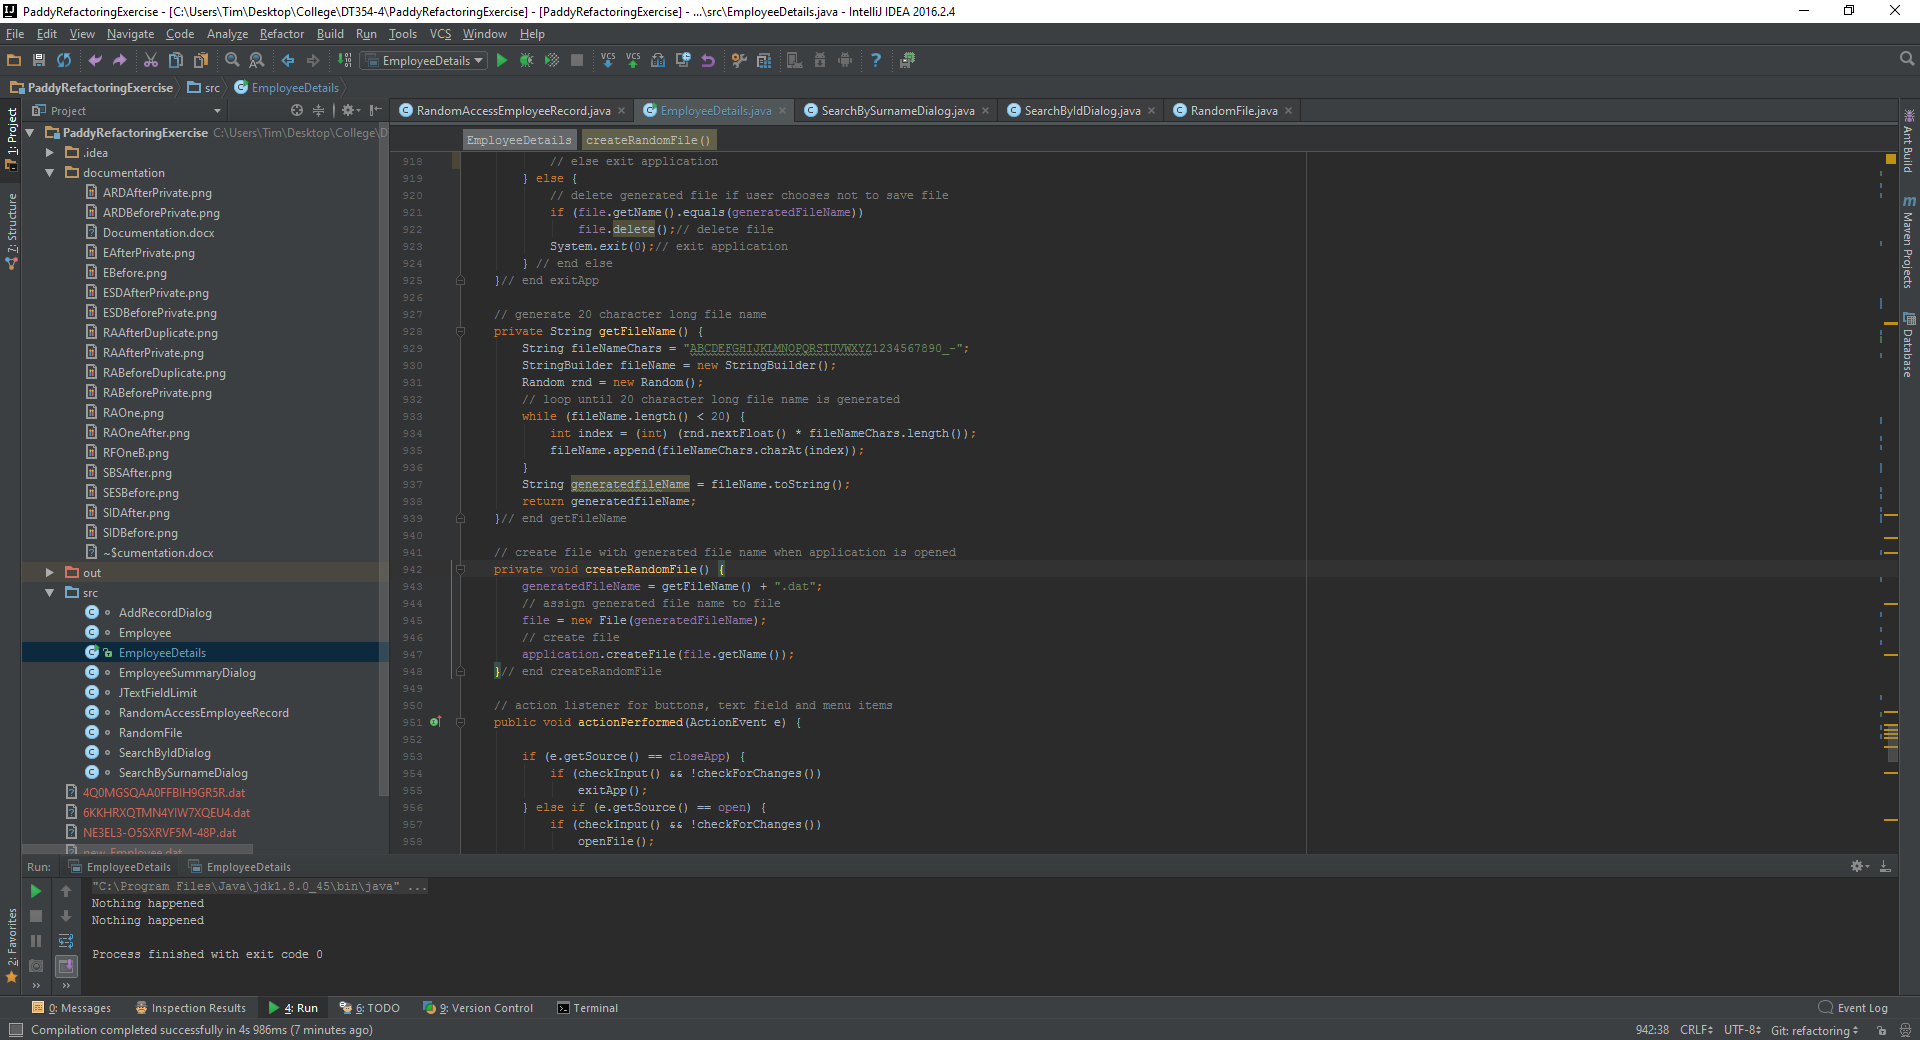 PaddyRefactoringExercise - [C:\Users\Tim\Desktop\College\DT354-4\PaddyRefactoringExercise] - [PaddyRefactoringExercise] - ...\src\EmployeeDetails.java - IntelliJ IDEA 2016.2.4
File Edit View Navigate Code Analyze Refactor Build Run Tools VCS Window Help
EmployeeDetails
PaddyRefactoringExercise src EmployeeDetails
Project
RandomAccessEmployeeRecord.java EmployeeDetails.java SearchBySurnameDialog.java SearchByIdDialog.java RandomFile.java
1: Project
7: Structure
2: Favorites
PaddyRefactoringExercise C:\Users\Tim\Desktop\College\D
.idea
documentation
ARDAfterPrivate.png
ARDBeforePrivate.png
Documentation.docx
EAfterPrivate.png
EBefore.png
ESDAfterPrivate.png
ESDBeforePrivate.png
RAAfterDuplicate.png
RAAfterPrivate.png
RABeforeDuplicate.png
RABeforePrivate.png
RAOne.png
RAOneAfter.png
RFOneB.png
SBSAfter.png
SESBefore.png
SIDAfter.png
SIDBefore.png
~$cumentation.docx
out
src
AddRecordDialog
Employee
EmployeeDetails
EmployeeSummaryDialog
JTextFieldLimit
RandomAccessEmployeeRecord
RandomFile
SearchByIdDialog
SearchBySurnameDialog
4Q0MGSQAA0FFBIH9GR5R.dat
6KKHRXQTMN4YIW7XQEU4.dat
NE3EL3-O5SXRVF5M-48P.dat
new Employee.dat
EmployeeDetails createRandomFile()
918 // else exit application
919 } else {
920 // delete generated file if user chooses not to save file
921 if (file.getName().equals(generatedFileName))
922 file.delete();// delete file
923 System.exit(0);// exit application
924 } // end else
925 }// end exitApp
926
927 // generate 20 character long file name
928 private String getFileName() {
929 String fileNameChars = "ABCDEFGHIJKLMNOPQRSTUVWXYZ1234567890_-";
930 StringBuilder fileName = new StringBuilder();
931 Random rnd = new Random();
932 // loop until 20 character long file name is generated
933 while (fileName.length() < 20) {
934 int index = (int) (rnd.nextFloat() * fileNameChars.length());
935 fileName.append(fileNameChars.charAt(index));
936 }
937 String generatedfileName = fileName.toString();
938 return generatedfileName;
939 }// end getFileName
940
941 // create file with generated file name when application is opened
942 private void createRandomFile() {
943 generatedFileName = getFileName() + ".dat";
944 // assign generated file name to file
945 file = new File(generatedFileName);
946 // create file
947 application.createFile(file.getName());
948 }// end createRandomFile
949
950 // action listener for buttons, text field and menu items
951 public void actionPerformed(ActionEvent e) {
952
953 if (e.getSource() == closeApp) {
954 if (checkInput() && !checkForChanges())
955 exitApp();
956 } else if (e.getSource() == open) {
957 if (checkInput() && !checkForChanges())
958 openFile();
Ant Build
Maven Projects
Database
Run: EmployeeDetails EmployeeDetails
"C:\Program Files\Java\jdk1.8.0_45\bin\java" ...
Nothing happened
Nothing happened
Process finished with exit code 0
0: Messages Inspection Results 4: Run 6: TODO 9: Version Control Terminal Event Log
Compilation completed successfully in 4s 986ms (7 minutes ago) 942:38 CRLF UTF-8 Git: refactoring